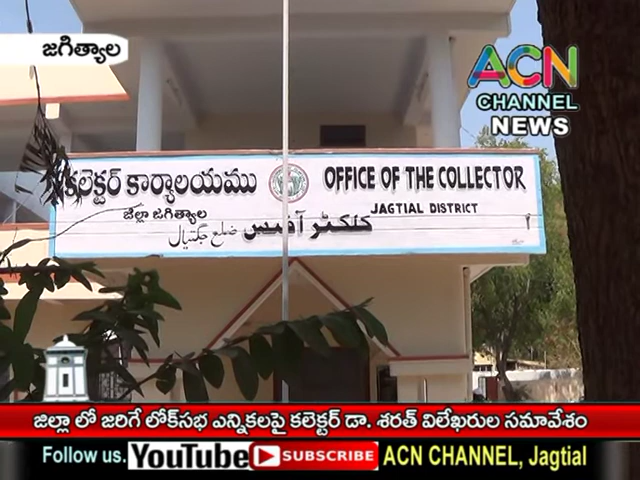 జగిత్యాల
ACN
CHANNEL
NEWS
కలెక్టర్ కార్యాలయము
OFFICE OF THE COLLECTOR
జిల్లా జగిత్యాల
JAGTIAL DISTRICT
کلکٹر آفس ضلع جگتیال
జిల్లా లో జరిగే లోక్‌సభ ఎన్నికలపై కలెక్టర్ డా. శరత్ విలేఖరుల సమావేశం
Follow us. YouTube SUBSCRIBE ACN CHANNEL, Jagtial